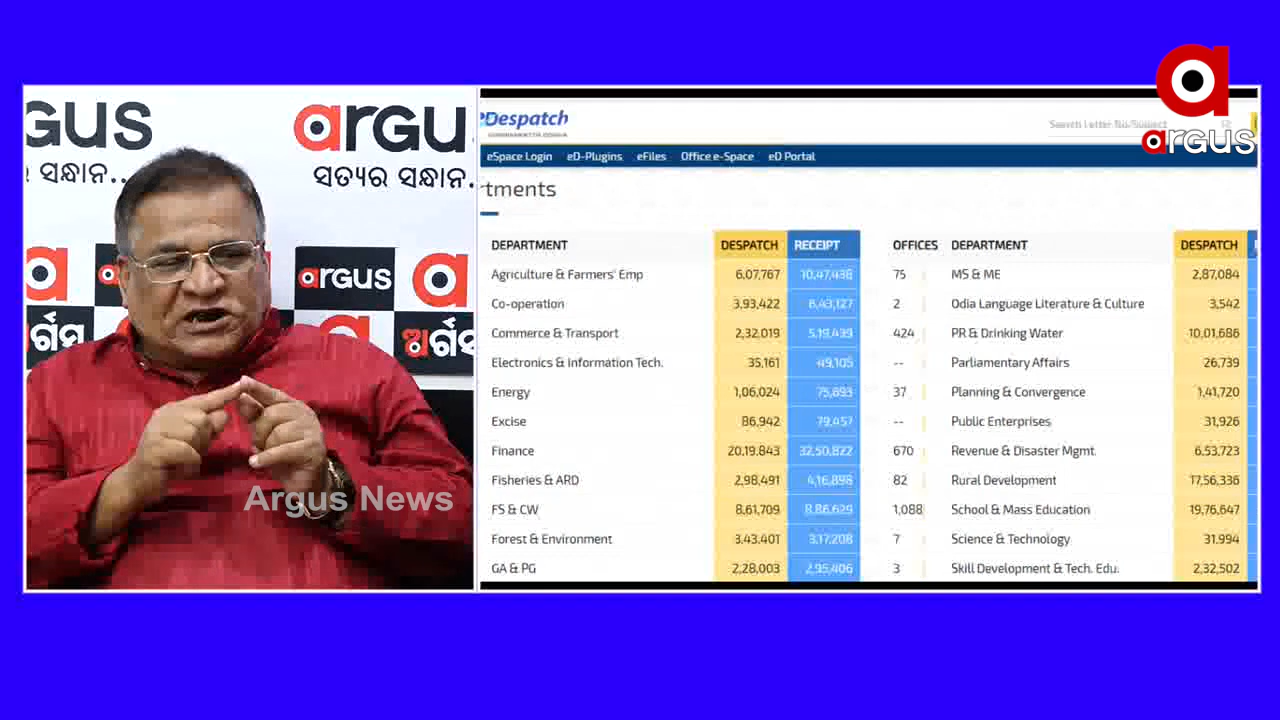 argus
GUS
ସନ୍ଧାନ..
argu
ସତ୍ୟର ସନ୍ଧାନ.
argus
ଅର୍ଗସ
Argus News
Despatch
Search Letter No/Subject
eSpace Login eD-Plugins eFiles Office e-Space eD Portal
rtments
DEPARTMENT DESPATCH RECEIPT OFFICES DEPARTMENT DESPATCH
Agriculture & Farmers' Emp 6,07,767 10,47,438 75 MS & ME 2,87,084
Co-operation 3,93,422 6,43,127 2 Odia Language Literature & Culture 3,542
Commerce & Transport 2,32,019 5,19,439 424 PR & Drinking Water 10,01,686
Electronics & Information Tech. 35,161 49,105 -- Parliamentary Affairs 26,739
Energy 1,06,024 75,893 37 Planning & Convergence 1,41,720
Excise 86,942 79,457 -- Public Enterprises 31,926
Finance 20,19,843 32,50,822 670 Revenue & Disaster Mgmt. 6,53,723
Fisheries & ARD 2,98,491 4,16,898 82 Rural Development 17,56,336
FS & CW 8,61,709 8,86,629 1,088 School & Mass Education 19,76,647
Forest & Environment 3,43,401 3,17,208 7 Science & Technology 31,994
GA & PG 2,28,003 2,95,406 3 Skill Development & Tech. Edu. 2,32,502